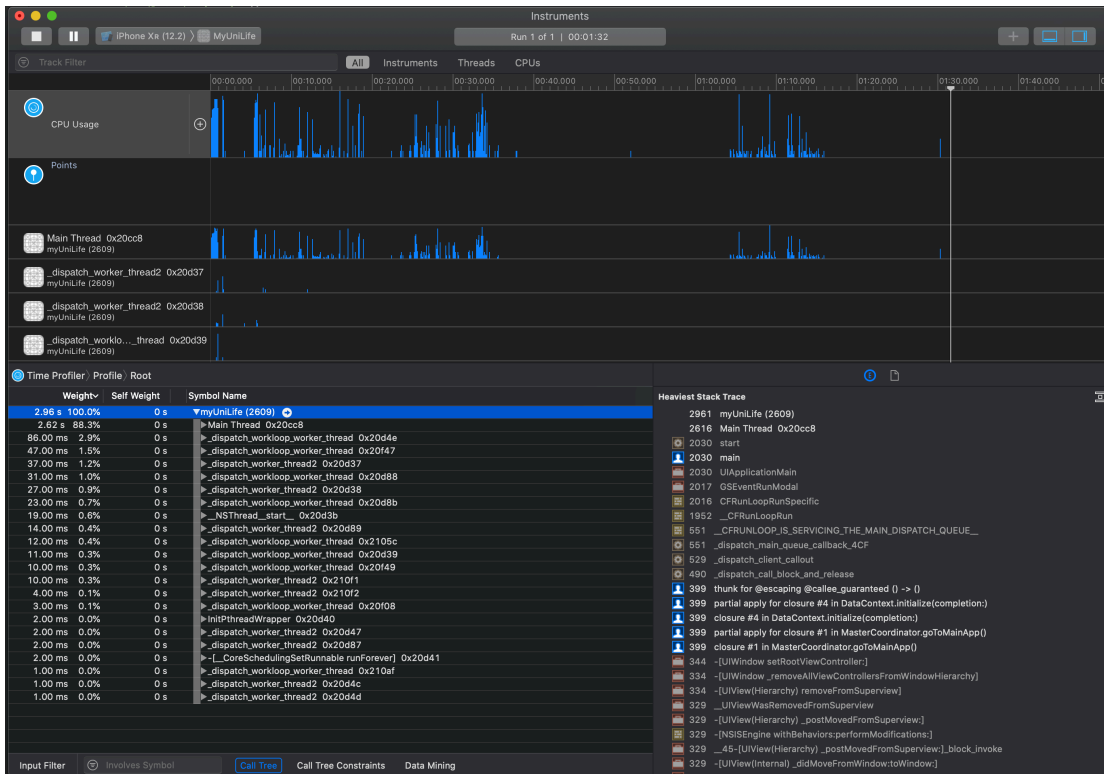 Instruments
iPhone Xʀ (12.2) 〉 MyUniLife
Run 1 of 1 | 00:01:32
Track Filter
All Instruments Threads CPUs
00:00.000 00:10.000 00:20.000 00:30.000 00:40.000 00:50.000 01:00.000 01:10.000 01:20.000 01:30.000 01:40.000
CPU Usage
Points
Main Thread 0x20cc8
myUniLife (2609)
_dispatch_worker_thread2 0x20d37
myUniLife (2609)
_dispatch_worker_thread2 0x20d38
myUniLife (2609)
_dispatch_worklo..._thread 0x20d39
myUniLife (2609)
Time Profiler 〉 Profile 〉 Root
Weight Self Weight Symbol Name
2.96 s 100.0% 0 s myUniLife (2609)
2.62 s 88.3% 0 s Main Thread 0x20cc8
86.00 ms 2.9% 0 s _dispatch_workloop_worker_thread 0x20d4e
47.00 ms 1.5% 0 s _dispatch_workloop_worker_thread 0x20f47
37.00 ms 1.2% 0 s _dispatch_worker_thread2 0x20d37
31.00 ms 1.0% 0 s _dispatch_workloop_worker_thread 0x20d88
27.00 ms 0.9% 0 s _dispatch_worker_thread2 0x20d38
23.00 ms 0.7% 0 s _dispatch_workloop_worker_thread 0x20d8b
19.00 ms 0.6% 0 s __NSThread__start__ 0x20d3b
14.00 ms 0.4% 0 s _dispatch_worker_thread2 0x20d89
12.00 ms 0.4% 0 s _dispatch_workloop_worker_thread 0x2105c
11.00 ms 0.3% 0 s _dispatch_workloop_worker_thread 0x20d39
10.00 ms 0.3% 0 s _dispatch_workloop_worker_thread 0x20f49
10.00 ms 0.3% 0 s _dispatch_worker_thread2 0x210f1
4.00 ms 0.1% 0 s _dispatch_worker_thread2 0x210f2
3.00 ms 0.1% 0 s _dispatch_workloop_worker_thread 0x20f08
2.00 ms 0.0% 0 s InitPthreadWrapper 0x20d40
2.00 ms 0.0% 0 s _dispatch_worker_thread2 0x20d47
2.00 ms 0.0% 0 s _dispatch_worker_thread2 0x20d87
2.00 ms 0.0% 0 s -[__CoreSchedulingSetRunnable runForever] 0x20d41
1.00 ms 0.0% 0 s _dispatch_workloop_worker_thread 0x210af
1.00 ms 0.0% 0 s _dispatch_worker_thread2 0x20d4c
1.00 ms 0.0% 0 s _dispatch_worker_thread2 0x20d4d
Input Filter Involves Symbol Call Tree Call Tree Constraints Data Mining
Heaviest Stack Trace
2961 myUniLife (2609)
2616 Main Thread 0x20cc8
2030 start
2030 main
2030 UIApplicationMain
2017 GSEventRunModal
2016 CFRunLoopRunSpecific
1952 __CFRunLoopRun
551 __CFRUNLOOP_IS_SERVICING_THE_MAIN_DISPATCH_QUEUE__
551 _dispatch_main_queue_callback_4CF
529 _dispatch_client_callout
490 _dispatch_call_block_and_release
399 thunk for @escaping @callee_guaranteed () -> ()
399 partial apply for closure #4 in DataContext.initialize(completion:)
399 closure #4 in DataContext.initialize(completion:)
399 partial apply for closure #1 in MasterCoordinator.goToMainApp()
399 closure #1 in MasterCoordinator.goToMainApp()
344 -[UIWindow setRootViewController:]
334 -[UIWindow _removeAllViewControllersFromWindowHierarchy]
334 -[UIView(Hierarchy) removeFromSuperview]
329 __UIViewWasRemovedFromSuperview
329 -[UIView(Hierarchy) _postMovedFromSuperview:]
329 -[NSISEngine withBehaviors:performModifications:]
329 __45-[UIView(Hierarchy) _postMovedFromSuperview:]_block_invoke
329 -[UIView(Internal) _didMoveFromWindow:toWindow:]